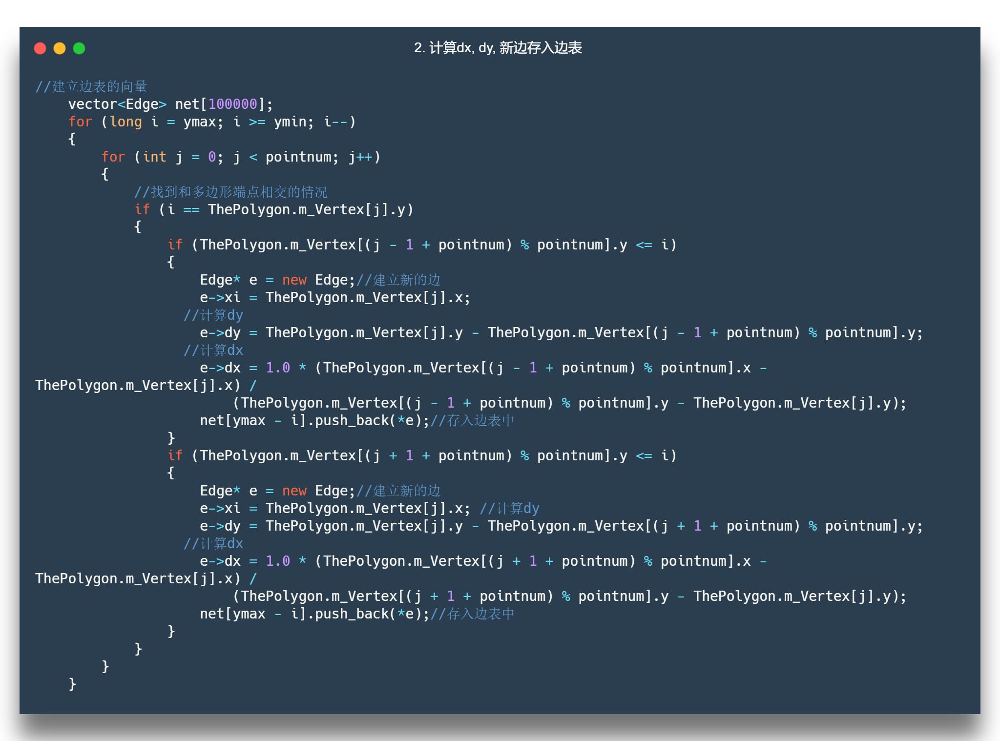 2. 计算dx, dy, 新边存入边表
//建立边表的向量
    vector<Edge> net[100000];
    for (long i = ymax; i >= ymin; i--)
    {
        for (int j = 0; j < pointnum; j++)
        {
            //找到和多边形端点相交的情况
            if (i == ThePolygon.m_Vertex[j].y)
            {
                if (ThePolygon.m_Vertex[(j - 1 + pointnum) % pointnum].y <= i)
                {
                    Edge* e = new Edge;//建立新的边
                    e->xi = ThePolygon.m_Vertex[j].x;
                  //计算dy
                    e->dy = ThePolygon.m_Vertex[j].y - ThePolygon.m_Vertex[(j - 1 + pointnum) % pointnum].y;
                  //计算dx
                    e->dx = 1.0 * (ThePolygon.m_Vertex[(j - 1 + pointnum) % pointnum].x -
ThePolygon.m_Vertex[j].x) /
                        (ThePolygon.m_Vertex[(j - 1 + pointnum) % pointnum].y - ThePolygon.m_Vertex[j].y);
                    net[ymax - i].push_back(*e);//存入边表中
                }
                if (ThePolygon.m_Vertex[(j + 1 + pointnum) % pointnum].y <= i)
                {
                    Edge* e = new Edge;//建立新的边
                    e->xi = ThePolygon.m_Vertex[j].x; //计算dy
                    e->dy = ThePolygon.m_Vertex[j].y - ThePolygon.m_Vertex[(j + 1 + pointnum) % pointnum].y;
                  //计算dx
                    e->dx = 1.0 * (ThePolygon.m_Vertex[(j + 1 + pointnum) % pointnum].x -
ThePolygon.m_Vertex[j].x) /
                        (ThePolygon.m_Vertex[(j + 1 + pointnum) % pointnum].y - ThePolygon.m_Vertex[j].y);
                    net[ymax - i].push_back(*e);//存入边表中
                }
            }
        }
    }